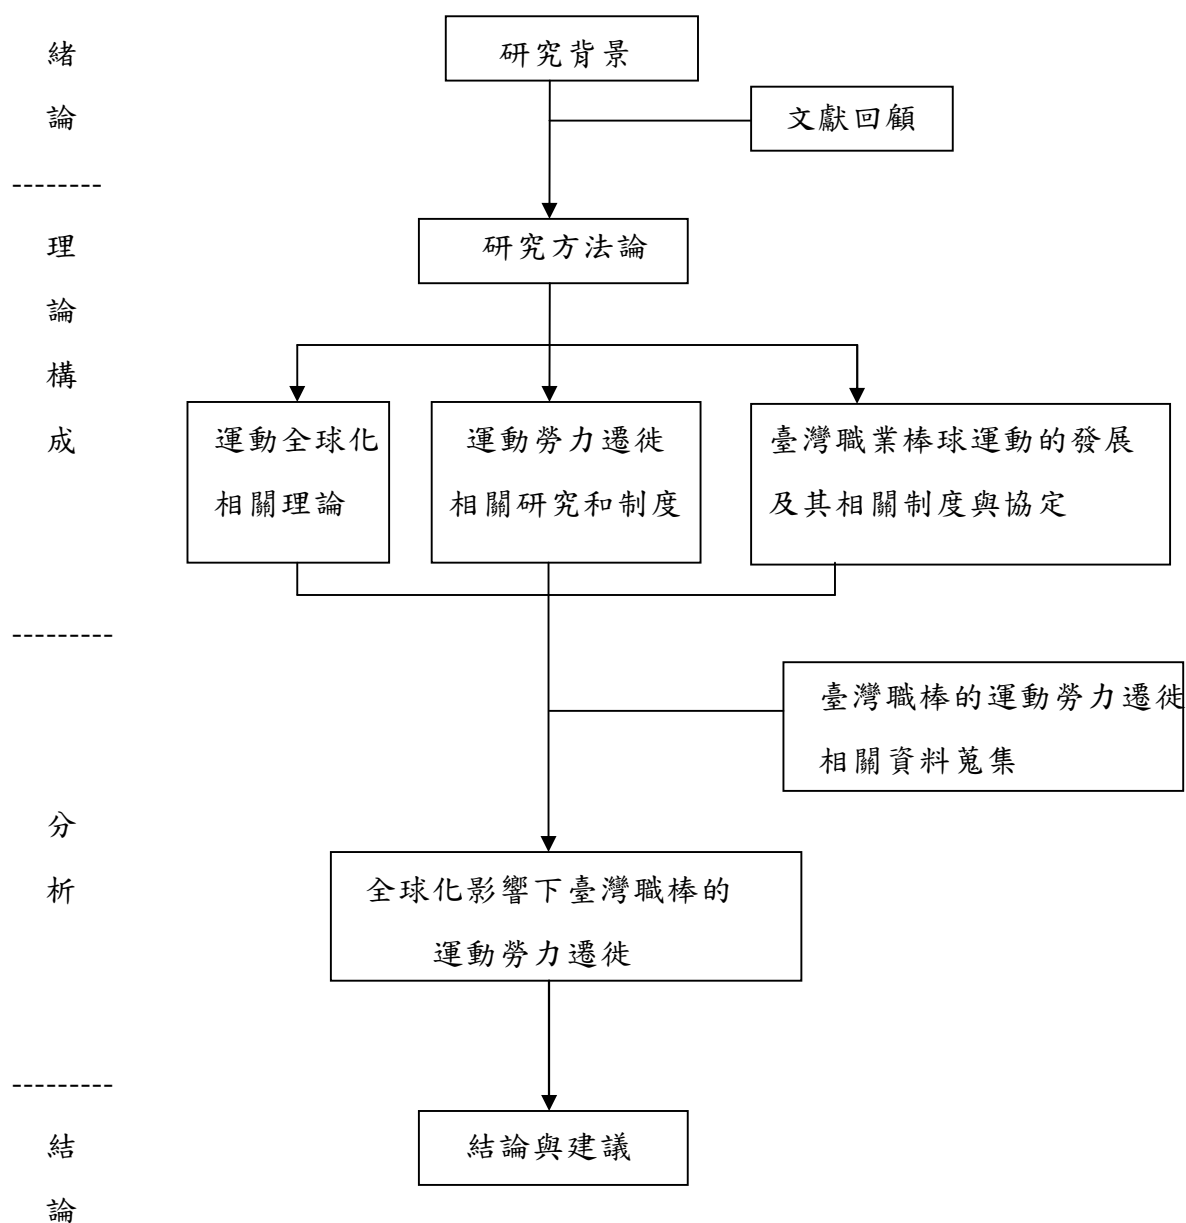 緒
論
研究背景
文獻回顧
--------
理
論
構
成
研究方法論
運動全球化
相關理論
運動勞力遷徙
相關研究和制度
臺灣職業棒球運動的發展
及其相關制度與協定
---------
分
析
臺灣職棒的運動勞力遷徙
相關資料蒐集
全球化影響下臺灣職棒的
運動勞力遷徙
---------
結
論
結論與建議